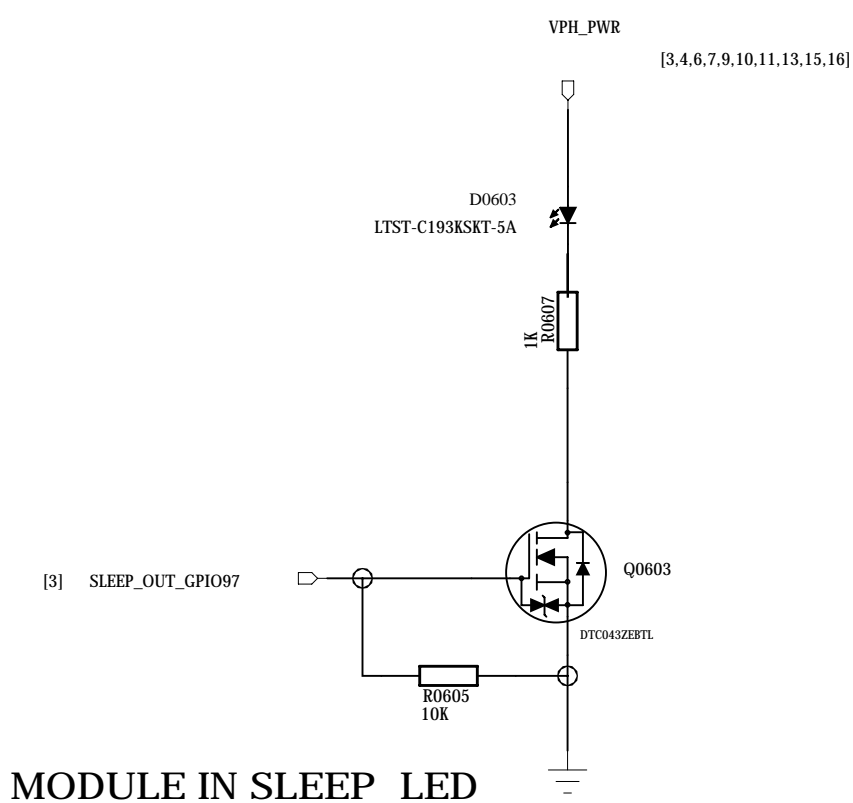 VPH_PWR
[3,4,6,7,9,10,11,13,15,16]
D0603
LTST-C193KSKT-5A
1K
R0607
[3] SLEEP_OUT_GPIO97
Q0603
DTC043ZEBTL
R0605
10K
MODULE IN SLEEP LED